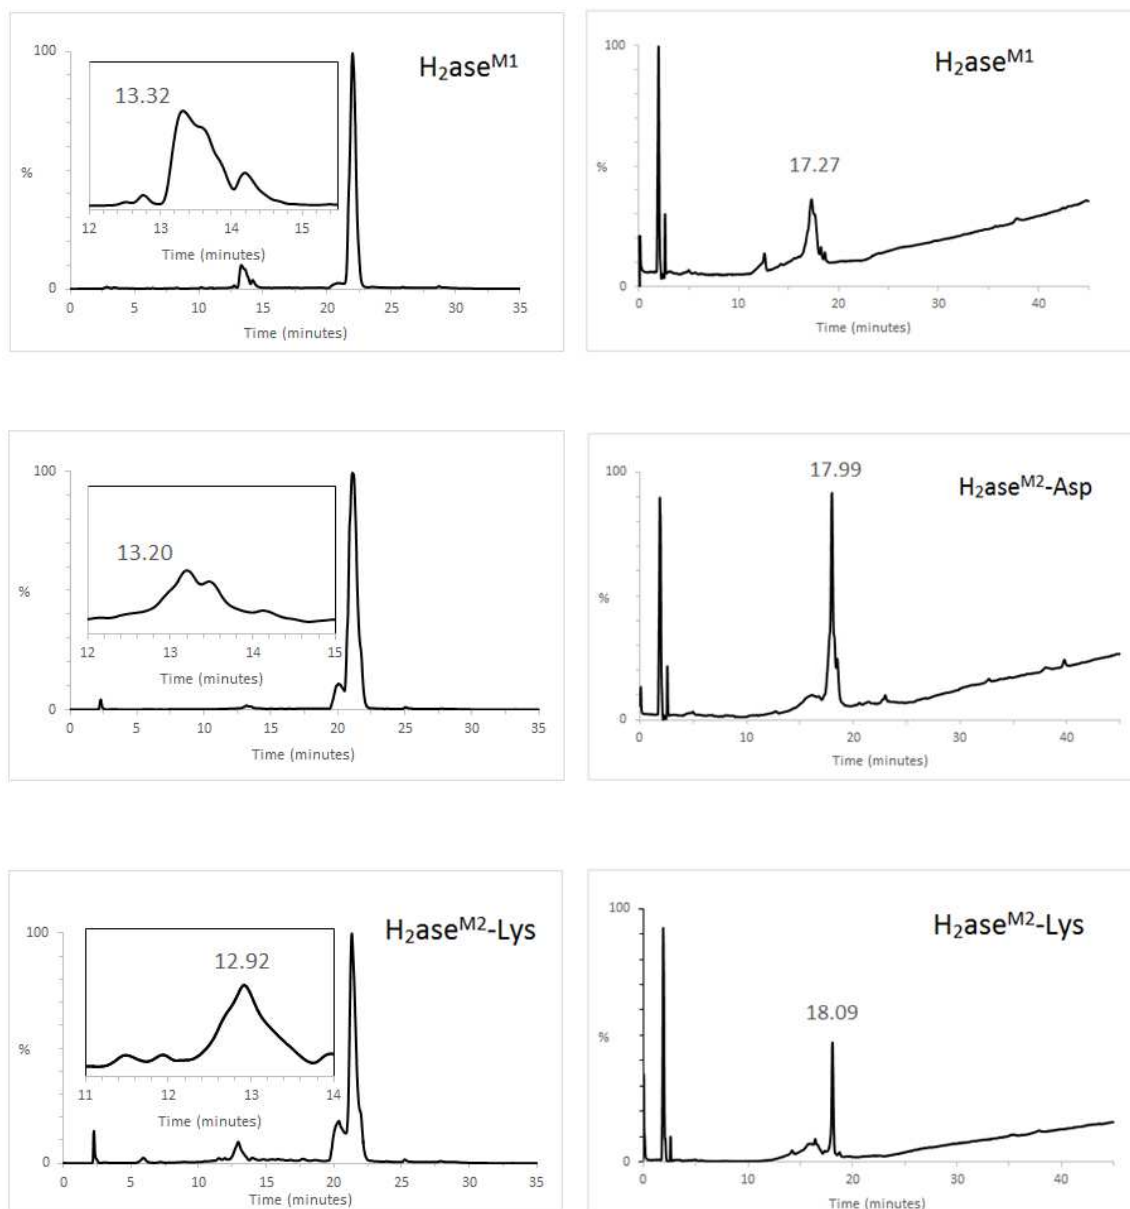 100
%
0
H₂ase^M1
13.32
12 13 14 15
Time (minutes)
0 5 10 15 20 25 30 35
Time (minutes)
100
%
0
H₂ase^M1
17.27
0 10 20 30 40
Time (minutes)
100
%
0
13.20
12 13 14 15
Time (minutes)
0 5 10 15 20 25 30 35
Time (minutes)
100
%
0
17.99
H₂ase^M2-Asp
0 10 20 30 40
Time (minutes)
100
%
0
H₂ase^M2-Lys
12.92
11 12 13 14
Time (minutes)
0 5 10 15 20 25 30 35
Time (minutes)
100
%
0
H₂ase^M2-Lys
18.09
0 10 20 30 40
Time (minutes)